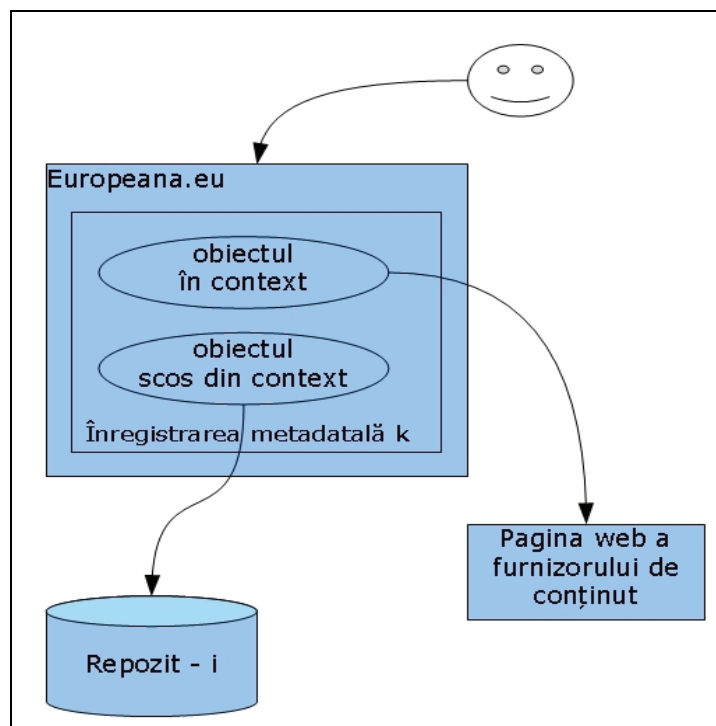 Europeana.eu
obiectul
în context
obiectul
scos din context
Înregistrarea metadatală k
Pagina web a
furnizorului de
conținut
Repozit - i